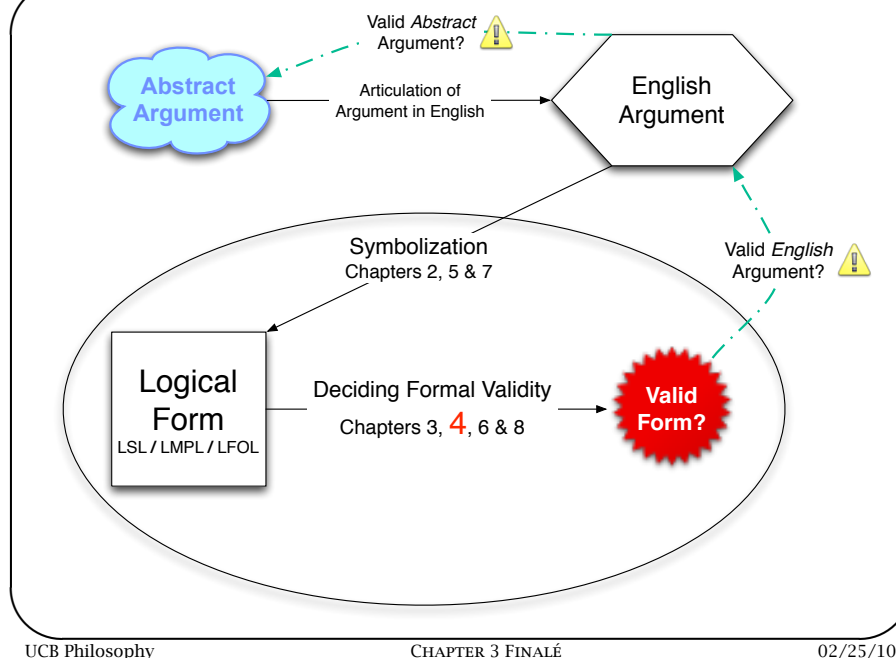 Valid Abstract
Argument?
Abstract
Argument
Articulation of
Argument in English
English
Argument
Symbolization
Chapters 2, 5 & 7
Valid English
Argument?
Logical
Form
LSL / LMPL / LFOL
Deciding Formal Validity
Chapters 3, 4, 6 & 8
Valid
Form?
UCB Philosophy
CHAPTER 3 FINALÉ
02/25/10